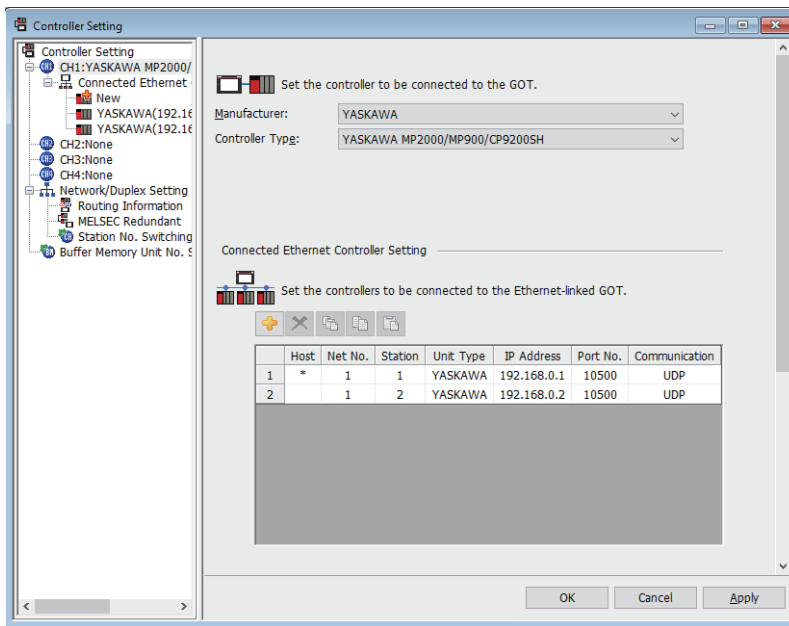 Controller Setting
Controller Setting
CH1:YASKAWA MP2000/
Connected Ethernet
New
YASKAWA(192.16
YASKAWA(192.16
CH2:None
CH3:None
CH4:None
Network/Duplex Setting
Routing Information
MELSEC Redundant
Station No. Switching
Buffer Memory Unit No. S
Set the controller to be connected to the GOT.
Manufacturer: YASKAWA
Controller Type: YASKAWA MP2000/MP900/CP9200SH
Connected Ethernet Controller Setting
Set the controllers to be connected to the Ethernet-linked GOT.
Host Net No. Station Unit Type IP Address Port No. Communication
1 * 1 1 YASKAWA 192.168.0.1 10500 UDP
2 1 2 YASKAWA 192.168.0.2 10500 UDP
OK Cancel Apply